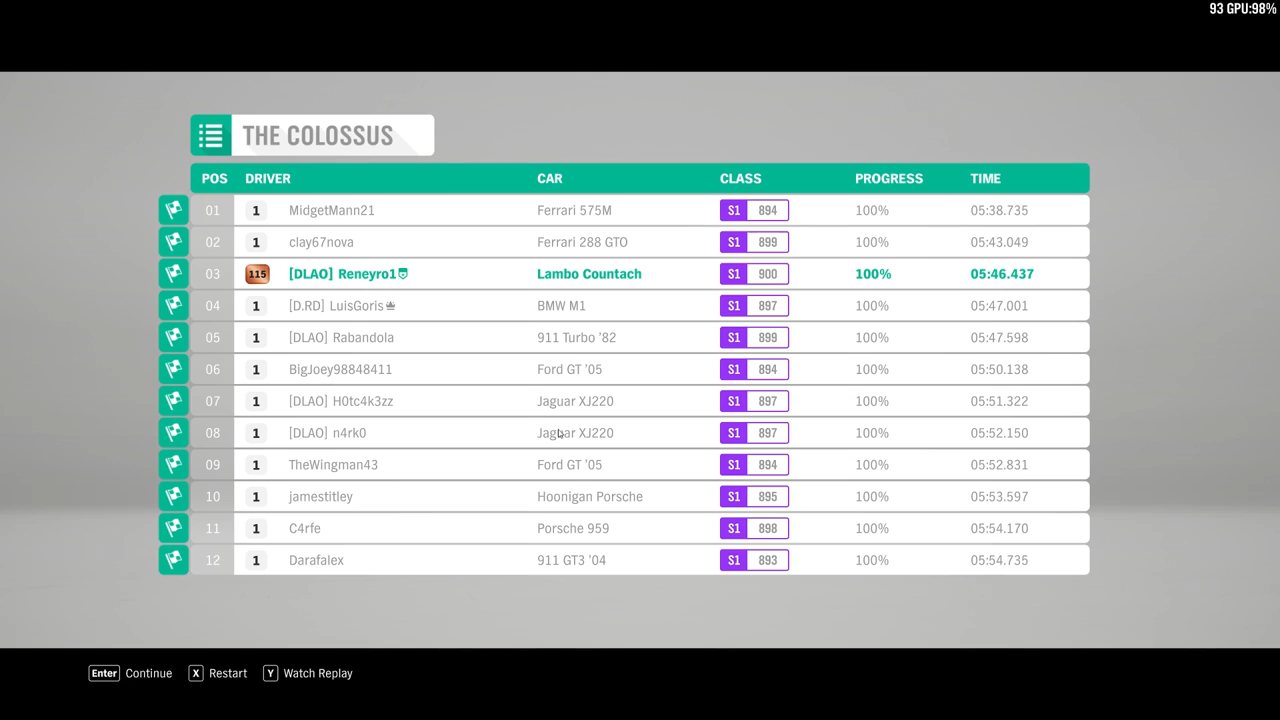 93 GPU:98%
THE COLOSSUS
POS DRIVER CAR CLASS PROGRESS TIME
01 1 MidgetMann21 Ferrari 575M S1 894 100% 05:38.735
02 1 clay67nova Ferrari 288 GTO S1 899 100% 05:43.049
03 115 [DLAO] Reneyro1 Lambo Countach S1 900 100% 05:46.437
04 1 [D.RD] LuisGoris BMW M1 S1 897 100% 05:47.001
05 1 [DLAO] Rabandola 911 Turbo '82 S1 899 100% 05:47.598
06 1 BigJoey98848411 Ford GT '05 S1 894 100% 05:50.138
07 1 [DLAO] H0tc4k3zz Jaguar XJ220 S1 897 100% 05:51.322
08 1 [DLAO] n4rk0 Jaguar XJ220 S1 897 100% 05:52.150
09 1 TheWingman43 Ford GT '05 S1 894 100% 05:52.831
10 1 jamestitley Hoonigan Porsche S1 895 100% 05:53.597
11 1 C4rfe Porsche 959 S1 898 100% 05:54.170
12 1 Darafalex 911 GT3 '04 S1 893 100% 05:54.735
Enter Continue X Restart Y Watch Replay